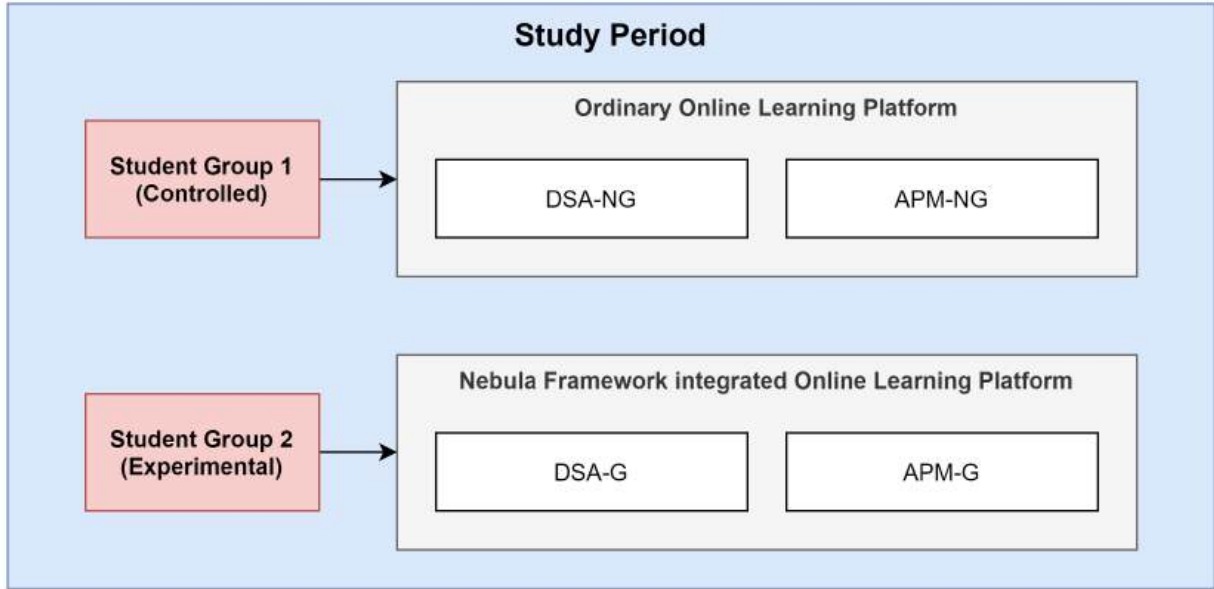 Study Period
Ordinary Online Learning Platform
Student Group 1
(Controlled)
DSA-NG
APM-NG
Nebula Framework integrated Online Learning Platform
Student Group 2
(Experimental)
DSA-G
APM-G